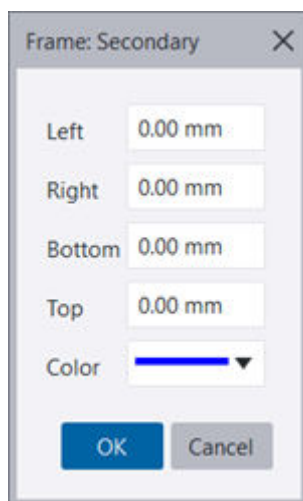 Frame: Secondary
Left 0.00 mm
Right 0.00 mm
Bottom 0.00 mm
Top 0.00 mm
Color
OK Cancel